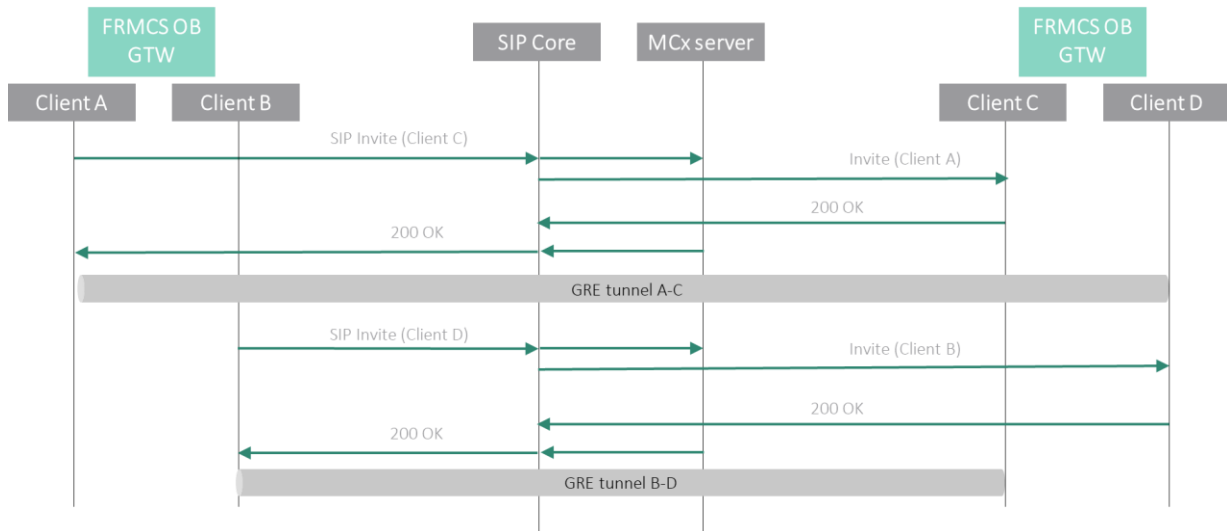 FRMCS OB
GTW
SIP Core
MCx server
FRMCS OB
GTW
Client A
Client B
Client C
Client D
SIP Invite (Client C)
Invite (Client A)
200 OK
200 OK
GRE tunnel A-C
SIP Invite (Client D)
Invite (Client B)
200 OK
200 OK
GRE tunnel B-D